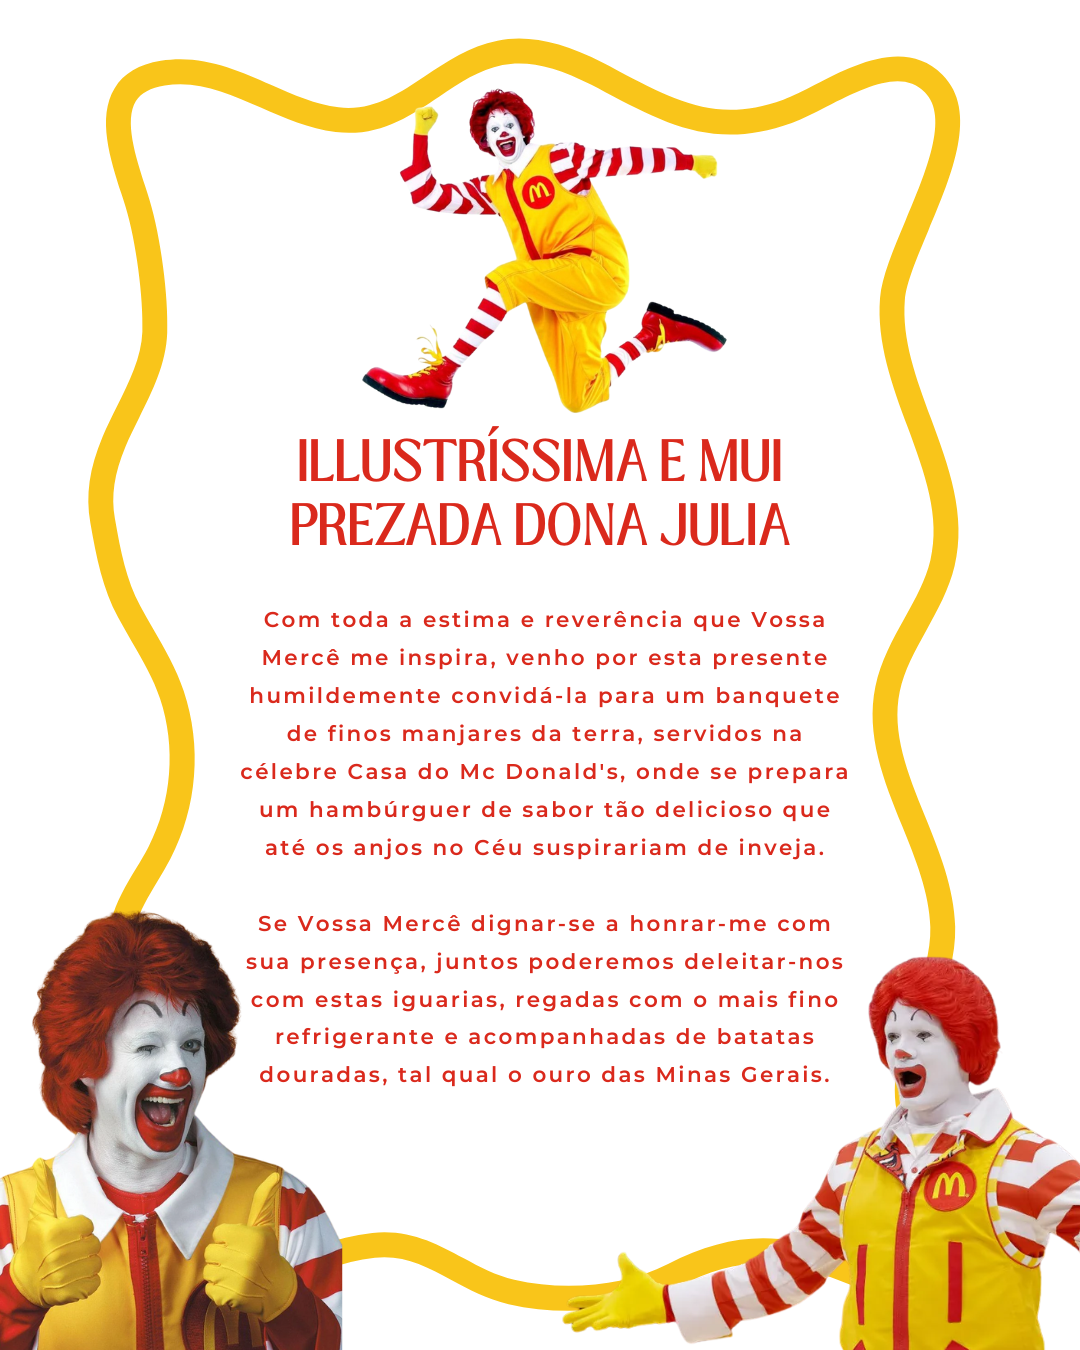 ILLUSTRÍSSIMA E MUI
PREZADA DONA JULIA
Com toda a estima e reverência que Vossa
Mercê me inspira, venho por esta presente
humildemente convidá-la para um banquete
de finos manjares da terra, servidos na
célebre Casa do Mc Donald's, onde se prepara
um hambúrguer de sabor tão delicioso que
até os anjos no Céu suspirariam de inveja.
Se Vossa Mercê dignar-se a honrar-me com
sua presença, juntos poderemos deleitar-nos
com estas iguarias, regadas com o mais fino
refrigerante e acompanhadas de batatas
douradas, tal qual o ouro das Minas Gerais.